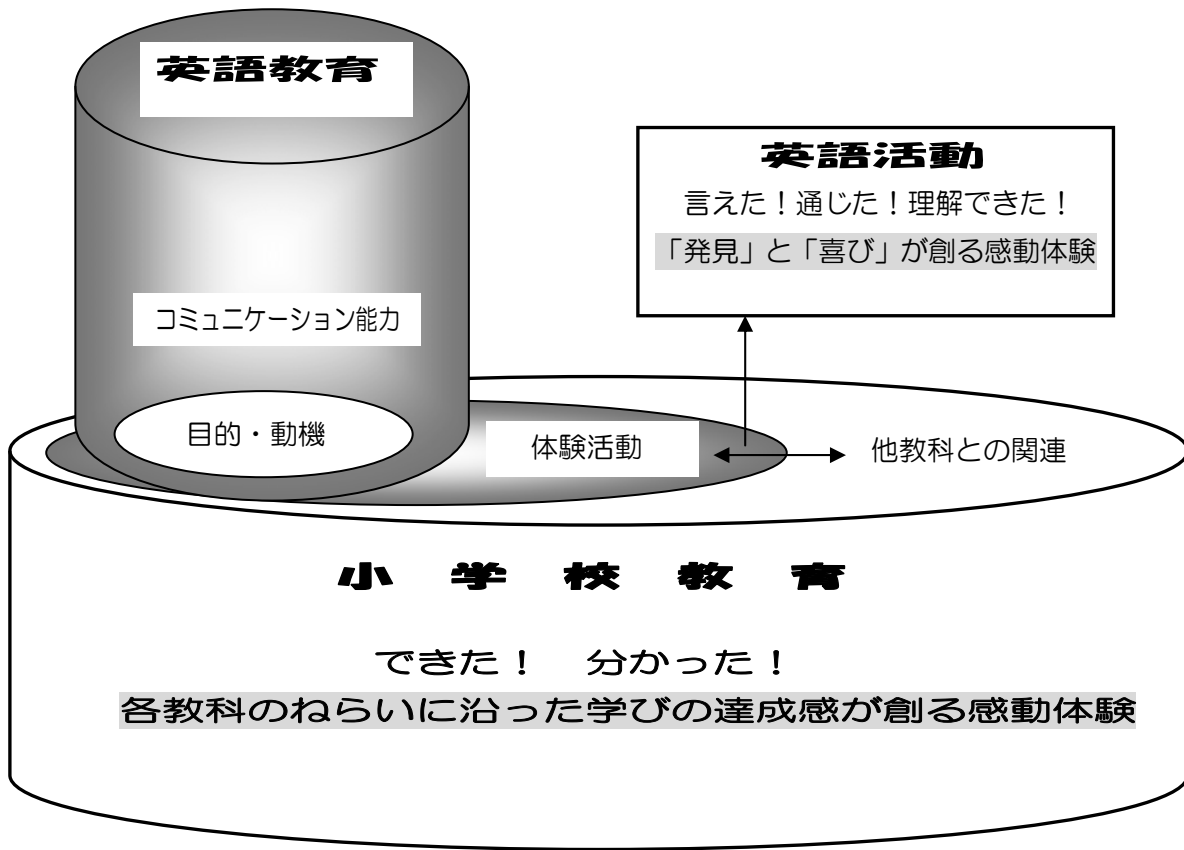 英語教育
英語活動
言えた！通じた！理解できた！
「発見」と「喜び」が創る感動体験
コミュニケーション能力
目的・動機
体験活動
他教科との関連
小学校教育
できた！　分かった！
各教科のねらいに沿った学びの達成感が創る感動体験